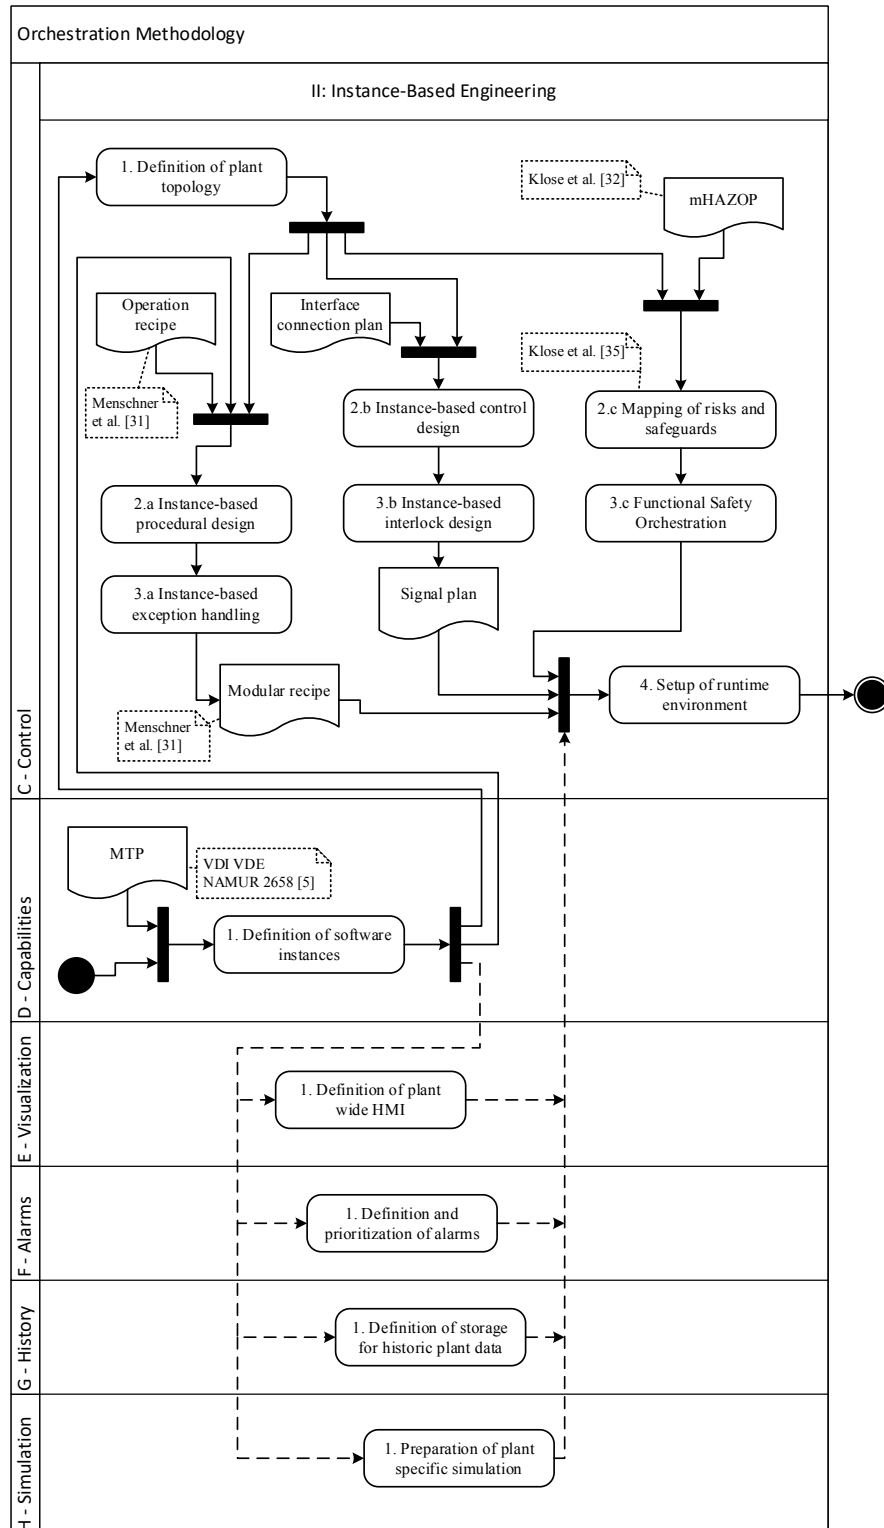 Orchestration Methodology
II: Instance-Based Engineering
C - Control
1. Definition of plant
topology
Klose et al. [32]
mHAZOP
Operation
recipe
Interface
connection plan
Klose et al. [35]
Menschner
et al. [31]
2.b Instance-based control
design
2.c Mapping of risks and
safeguards
2.a Instance-based
procedural design
3.b Instance-based
interlock design
3.c Functional Safety
Orchestration
3.a Instance-based
exception handling
Signal plan
Modular recipe
4. Setup of runtime
environment
Menschner
et al. [31]
D - Capabilities
MTP
VDI VDE
NAMUR 2658 [5]
1. Definition of software
instances
E - Visualization
1. Definition of plant
wide HMI
F - Alarms
1. Definition and
prioritization of alarms
G - History
1. Definition of storage
for historic plant data
H - Simulation
1. Preparation of plant
specific simulation